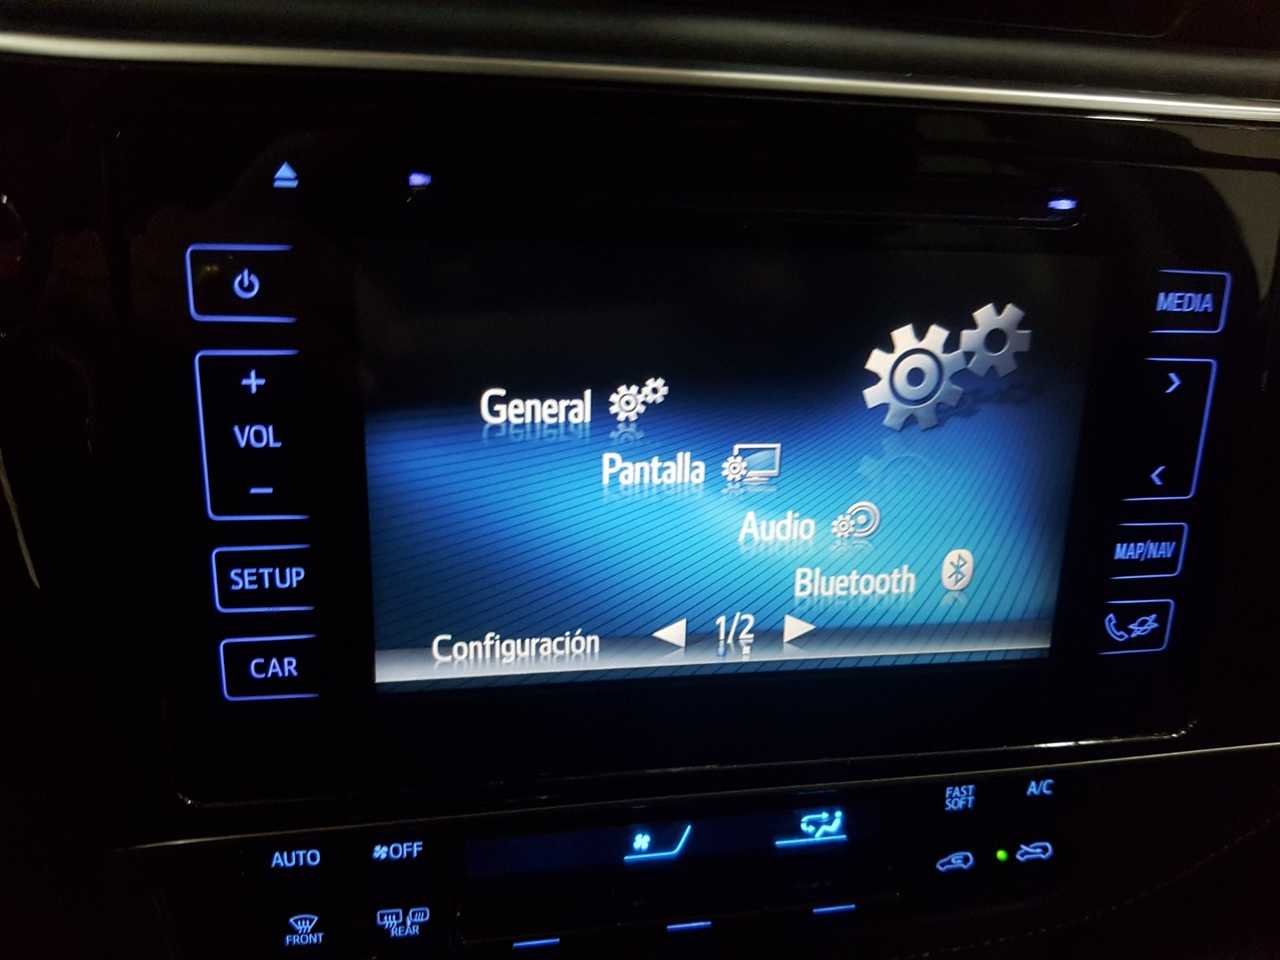 MEDIA
+
VOL
−
SETUP
CAR
General
Pantalla
Audio
Bluetooth
Configuración
1/2
MAP/NAV
FAST
SOFT
A/C
AUTO
OFF
FRONT
REAR